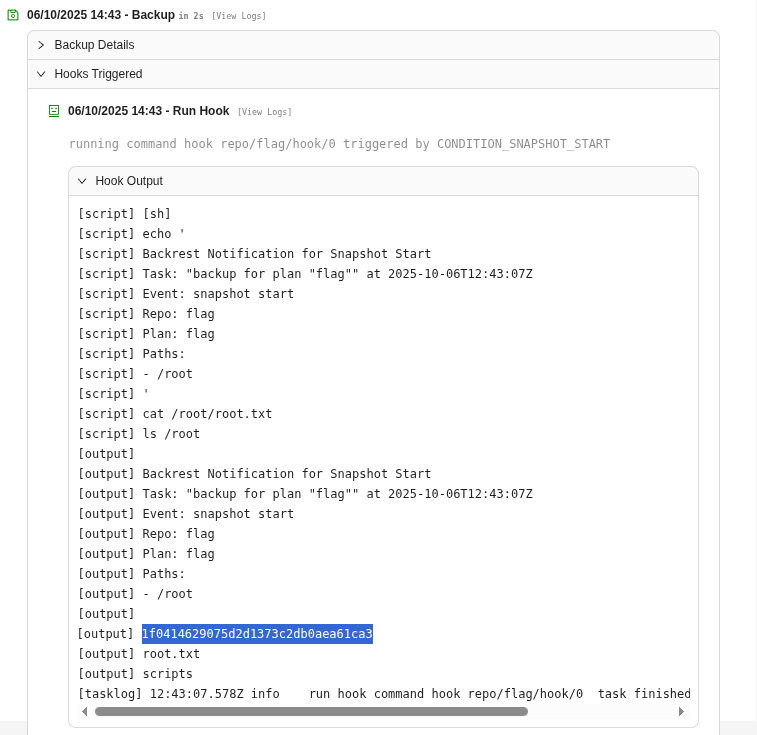 06/10/2025 14:43 - Backup in 2s [View Logs]
Backup Details
Hooks Triggered
06/10/2025 14:43 - Run Hook [View Logs]
running command hook repo/flag/hook/0 triggered by CONDITION_SNAPSHOT_START
Hook Output
[script] [sh]
[script] echo '
[script] Backrest Notification for Snapshot Start
[script] Task: "backup for plan "flag"" at 2025-10-06T12:43:07Z
[script] Event: snapshot start
[script] Repo: flag
[script] Plan: flag
[script] Paths:
[script] - /root
[script] '
[script] cat /root/root.txt
[script] ls /root
[output]
[output] Backrest Notification for Snapshot Start
[output] Task: "backup for plan "flag"" at 2025-10-06T12:43:07Z
[output] Event: snapshot start
[output] Repo: flag
[output] Plan: flag
[output] Paths:
[output] - /root
[output]
[output] 1f0414629075d2d1373c2db0aea61ca3
[output] root.txt
[output] scripts
[tasklog] 12:43:07.578Z info    run hook command hook repo/flag/hook/0  task finished